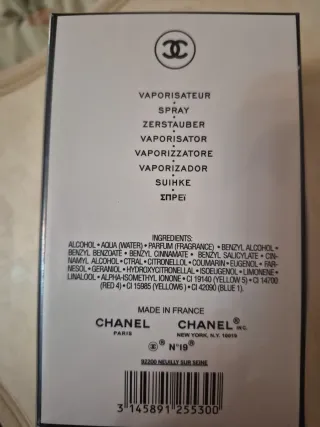 VAPORISATEUR
SPRAY
ZERSTAUBER
VAPORISATOR
VAPORIZZATORE
VAPORIZADOR
SUIHKE
ΣΠΡΕΪ
INGREDIENTS:
ALCOHOL • AQUA (WATER) • PARFUM (FRAGRANCE) • BENZYL ALCOHOL •
BENZYL BENZOATE • BENZYL CINNAMATE • BENZYL SALICYLATE • CIN-
NAMYL ALCOHOL • CITRAL • CITRONELLOL • COUMARIN • EUGENOL • FAR-
NESOL • GERANIOL • HYDROXYCITRONELLAL • ISOEUGENOL • LIMONENE •
LINALOOL • ALPHA-ISOMETHYL IONONE • CI 19140 (YELLOW 5) • CI 14700
(RED 4) • CI 15985 (YELLOW 6) • CI 42090 (BLUE 1).
MADE IN FRANCE
CHANEL CHANEL® INC.
PARIS NEW YORK, N.Y. 10019
® N°19®
92200 NEUILLY SUR SEINE
3 145891 255300